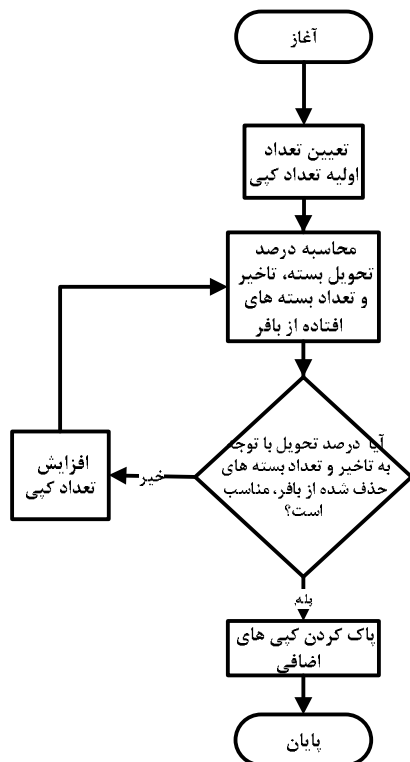 آغاز
تعیین تعداد
اولیه تعداد کپی
محاسبه درصد
تحویل بسته، تاخیر
و تعداد بسته های
افتاده از بافر
آیا درصد تحویل با توجا
به تاخیر و تعداد بسته های
حذف شده از بافر، مناسب
است؟
خیر
افزایش
تعداد کپی
بله
پاک کردن کپی های
اضافی
پایان